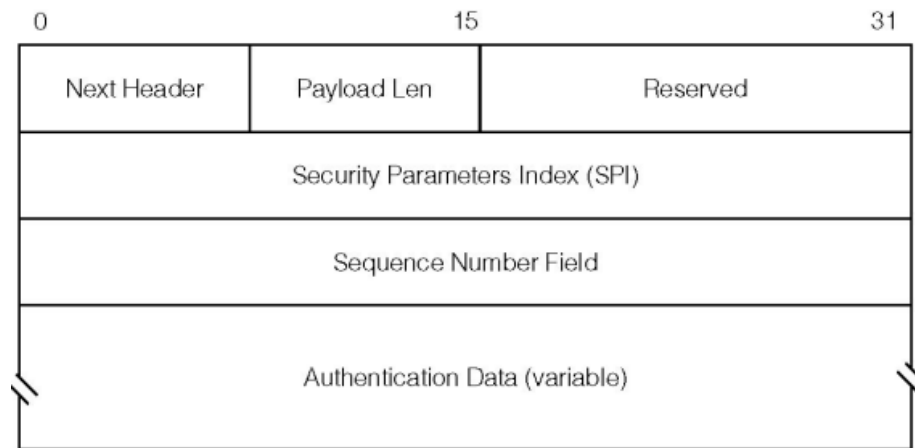 0 15 31
Next Header Payload Len Reserved
Security Parameters Index (SPI)
Sequence Number Field
Authentication Data (variable)